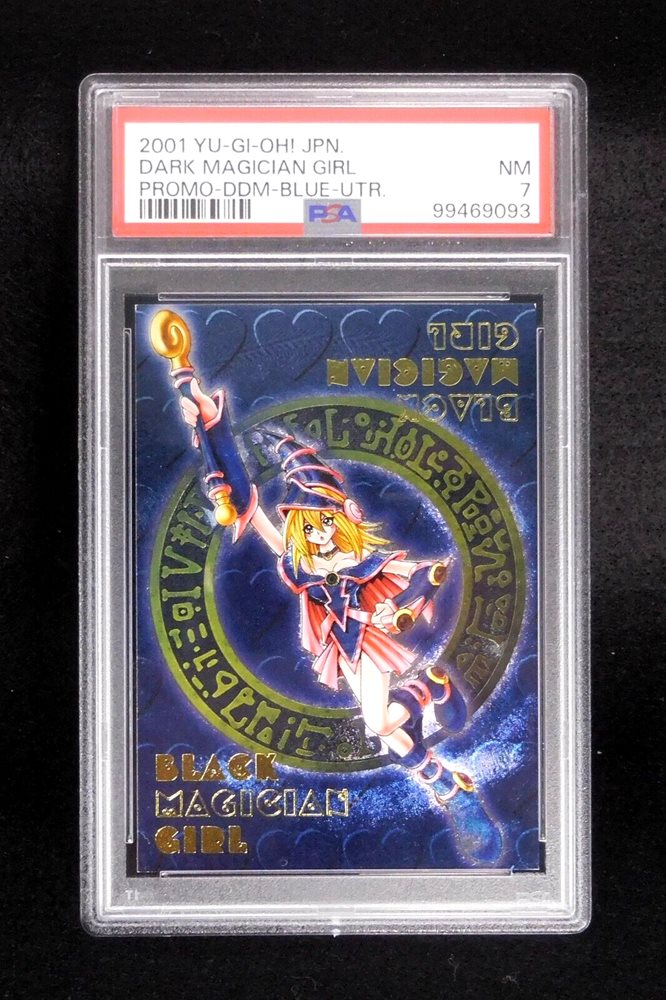 2001 YU-GI-OH! JPN.
DARK MAGICIAN GIRL NM
PROMO-DDM-BLUE-UTR. 7
PSA 99469093
BLACK
MAGICIAN
GIRL
BLACK
MAGICIAN
GIRL